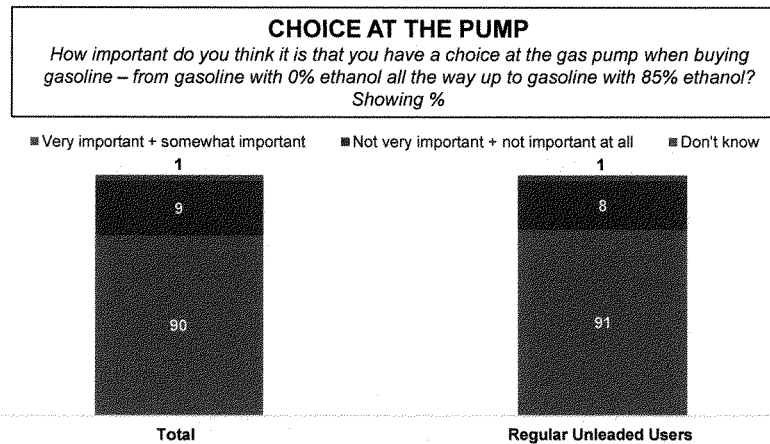 CHOICE AT THE PUMP
How important do you think it is that you have a choice at the gas pump when buying
gasoline – from gasoline with 0% ethanol all the way up to gasoline with 85% ethanol?
Showing %
Very important + somewhat important Not very important + not important at all Don't know
1 1
9 8
90 91
Total Regular Unleaded Users